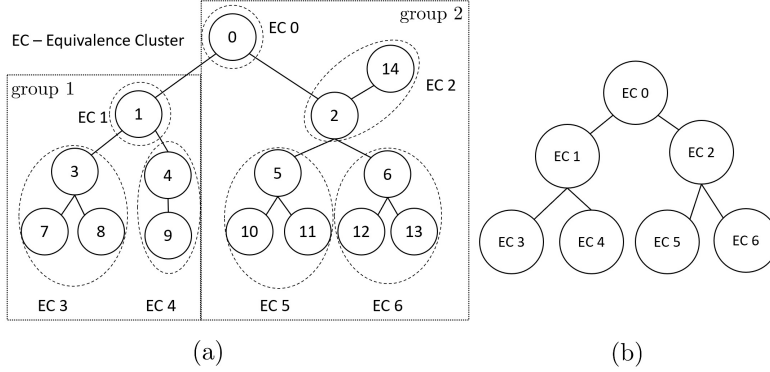 EC – Equivalence Cluster
group 1
group 2
EC 0
0
14
EC 2
EC 1
1
2
3
4
5
6
7
8
9
10
11
12
13
EC 3
EC 4
EC 5
EC 6
(a)
EC 0
EC 1
EC 2
EC 3
EC 4
EC 5
EC 6
(b)